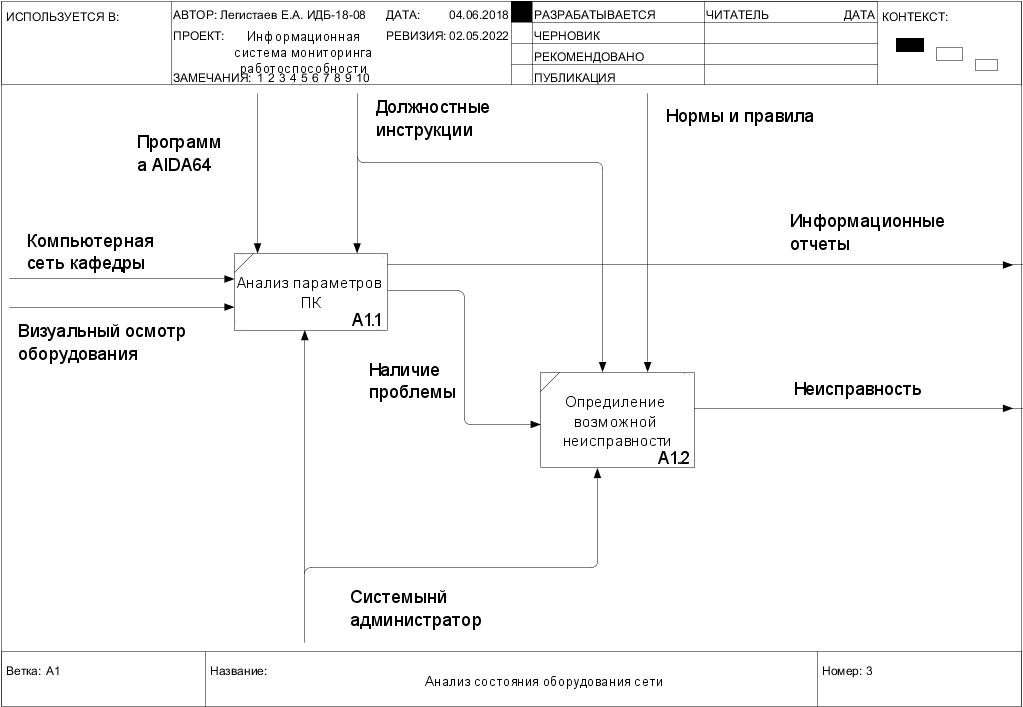 ИСПОЛЬЗУЕТСЯ В:
АВТОР: Легистаев Е.А. ИДБ-18-08
ДАТА: 04.06.2018
ПРОЕКТ: Информационная
система мониторинга
работоспособности
РЕВИЗИЯ: 02.05.2022
ЗАМЕЧАНИЯ: 1 2 3 4 5 6 7 8 9 10
РАЗРАБАТЫВАЕТСЯ
ЧЕРНОВИК
РЕКОМЕНДОВАНО
ПУБЛИКАЦИЯ
ЧИТАТЕЛЬ ДАТА
КОНТЕКСТ:
Должностные
инструкции
Нормы и правила
Программ
а AIDA64
Информационные
отчеты
Компьютерная
сеть кафедры
Анализ параметров
ПК
A1.1
Визуальный осмотр
оборудования
Наличие
проблемы
Неисправность
Опридиление
возможной
неисправности
A1.2
Системынй
администратор
Ветка: A1
Название:
Анализ состояния оборудования сети
Номер: 3